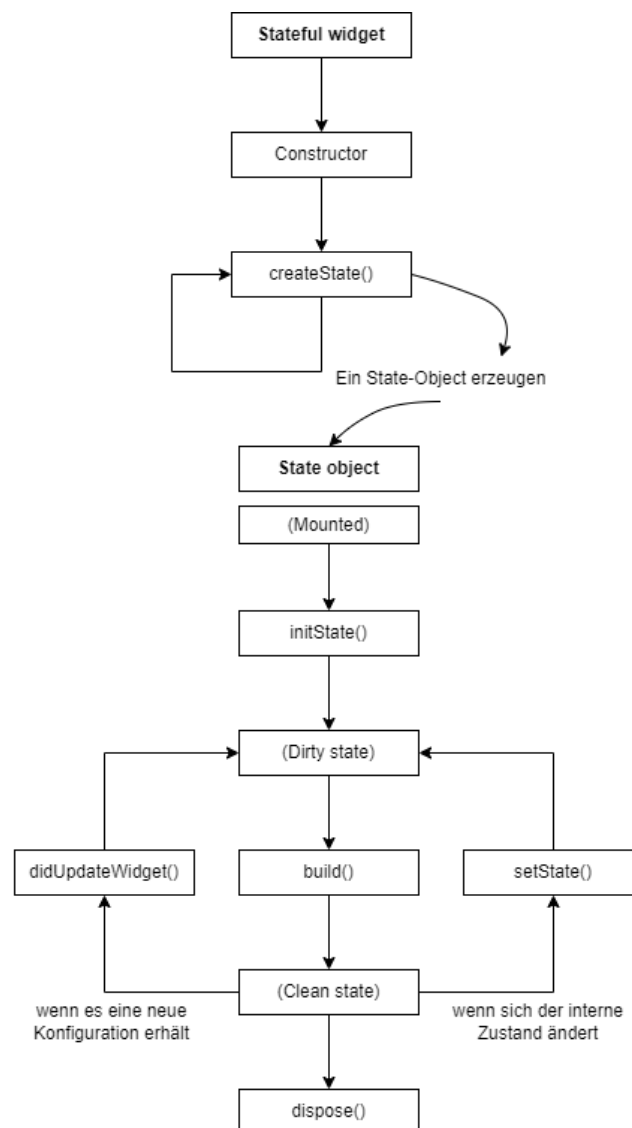 Stateful widget
Constructor
createState()
Ein State-Object erzeugen
State object
(Mounted)
initState()
(Dirty state)
didUpdateWidget()
build()
setState()
(Clean state)
wenn es eine neue
Konfiguration erhält
wenn sich der interne
Zustand ändert
dispose()